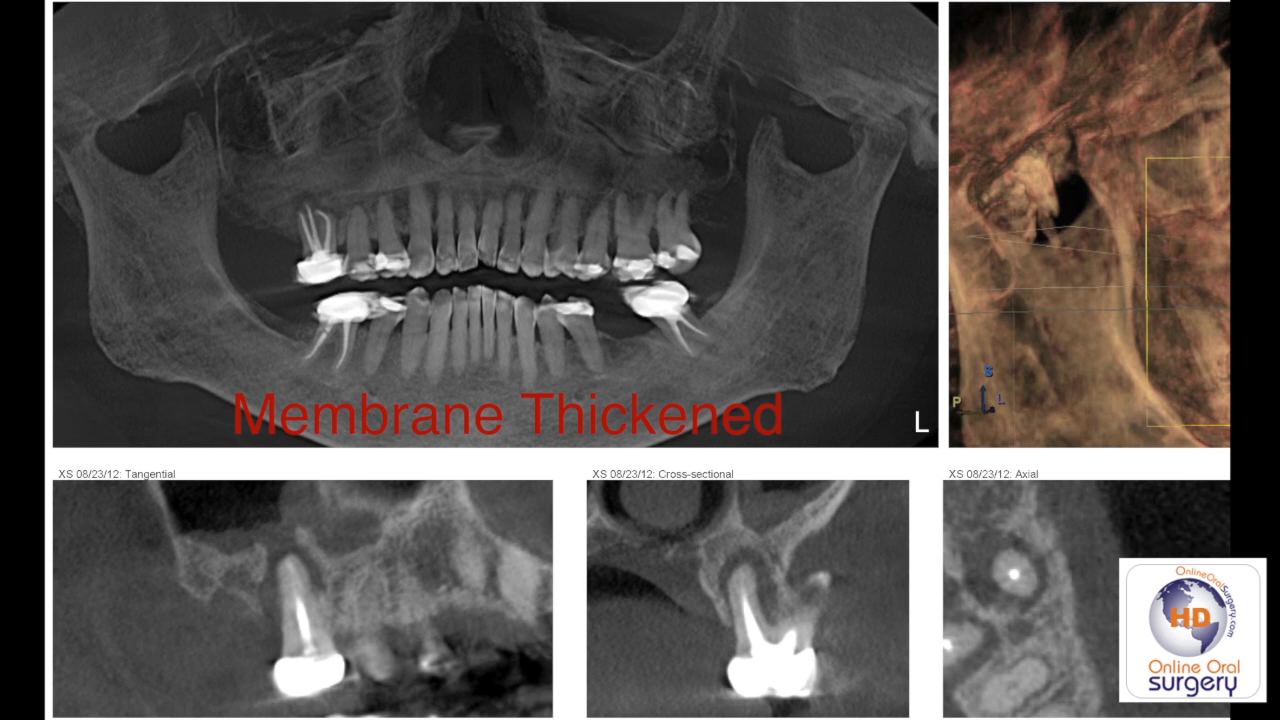 Membrane Thickened
L
S
P
L
XS 08/23/12: Tangential
XS 08/23/12: Cross-sectional
XS 08/23/12: Axial
OnlineOralSurgery.com
HD
Online Oral
surgery